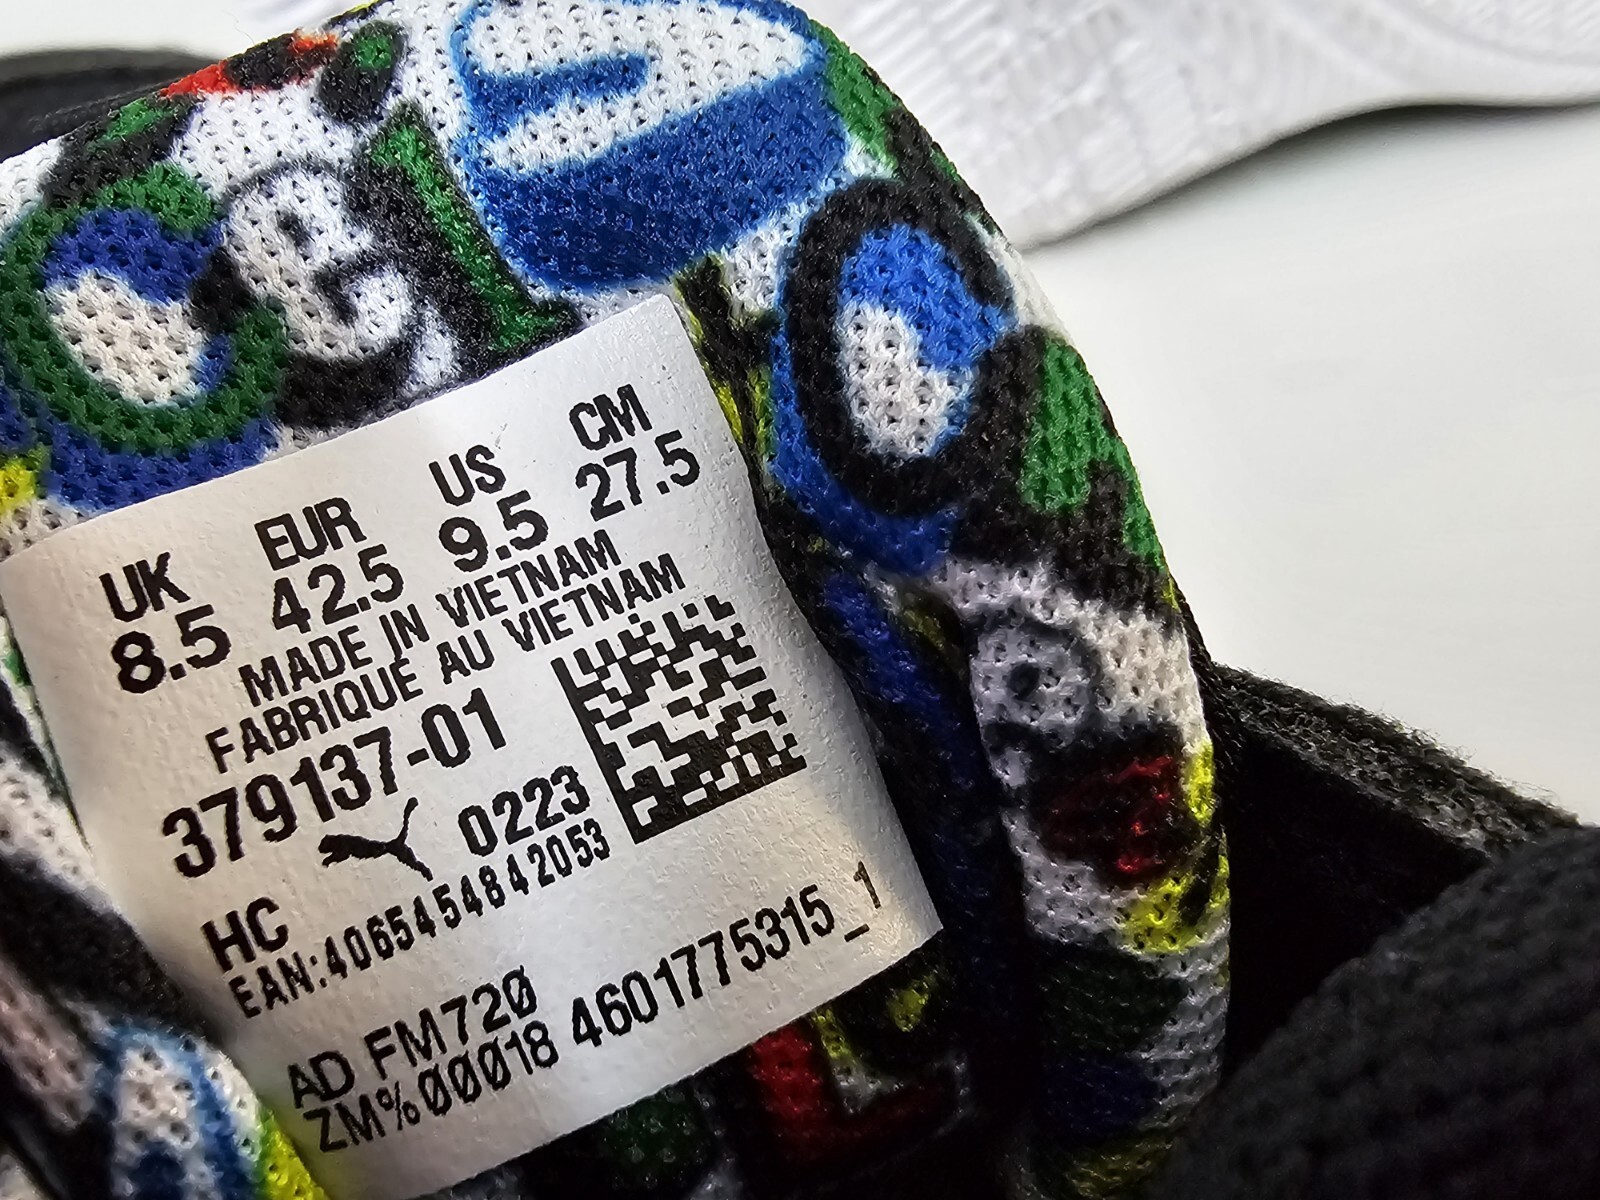 UK EUR US CM
8.5 42.5 9.5 27.5
MADE IN VIETNAM
FABRIQUÉ AU VIETNAM
379137-01
0223
HC
EAN:4065454842053
AD FM720
ZM%00018 4601775315_1